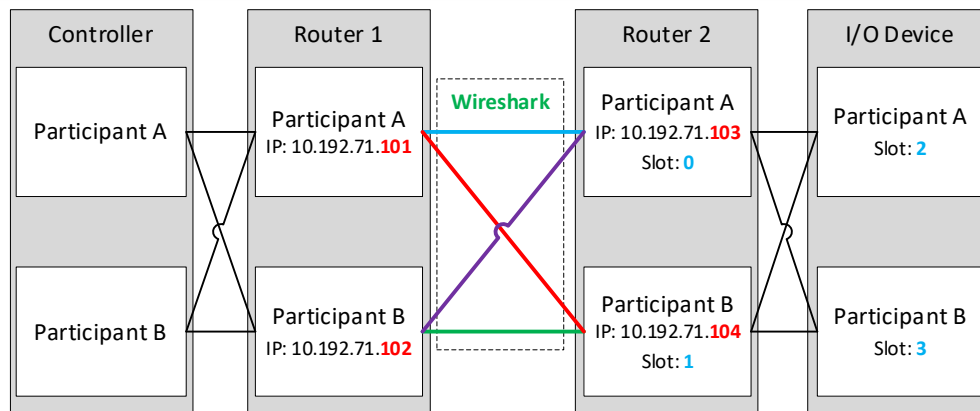 Controller
Router 1
Router 2
I/O Device
Wireshark
Participant A
Participant A
IP: 10.192.71.101
Participant A
IP: 10.192.71.103
Slot: 0
Participant A
Slot: 2
Participant B
Participant B
IP: 10.192.71.102
Participant B
IP: 10.192.71.104
Slot: 1
Participant B
Slot: 3